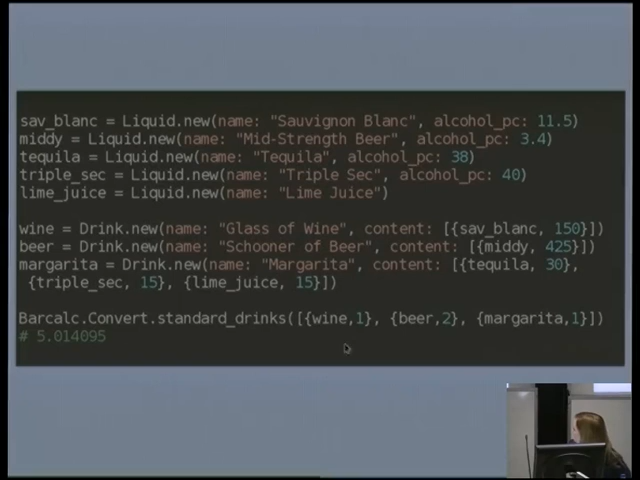 sav_blanc = Liquid.new(name: "Sauvignon Blanc", alcohol_pc: 11.5)
middy = Liquid.new(name: "Mid-Strength Beer", alcohol_pc: 3.4)
tequila = Liquid.new(name: "Tequila", alcohol_pc: 38)
triple_sec = Liquid.new(name: "Triple Sec", alcohol_pc: 40)
lime_juice = Liquid.new(name: "Lime Juice")
wine = Drink.new(name: "Glass of Wine", content: [{sav_blanc, 150}])
beer = Drink.new(name: "Schooner of Beer", content: [{middy, 425}])
margarita = Drink.new(name: "Margarita", content: [{tequila, 30},
{triple_sec, 15}, {lime_juice, 15}])
Barcalc.Convert.standard_drinks([{wine,1}, {beer,2}, {margarita,1}])
# 5.014095